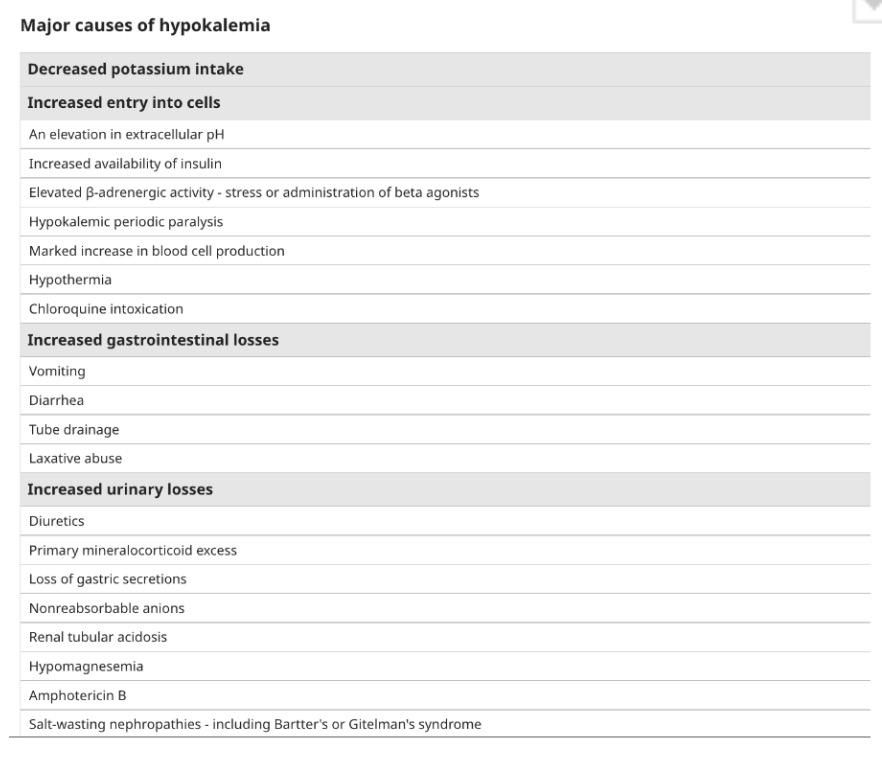 Major causes of hypokalemia
Decreased potassium intake
Increased entry into cells
An elevation in extracellular pH
Increased availability of insulin
Elevated β-adrenergic activity - stress or administration of beta agonists
Hypokalemic periodic paralysis
Marked increase in blood cell production
Hypothermia
Chloroquine intoxication
Increased gastrointestinal losses
Vomiting
Diarrhea
Tube drainage
Laxative abuse
Increased urinary losses
Diuretics
Primary mineralocorticoid excess
Loss of gastric secretions
Nonreabsorbable anions
Renal tubular acidosis
Hypomagnesemia
Amphotericin B
Salt-wasting nephropathies - including Bartter's or Gitelman's syndrome